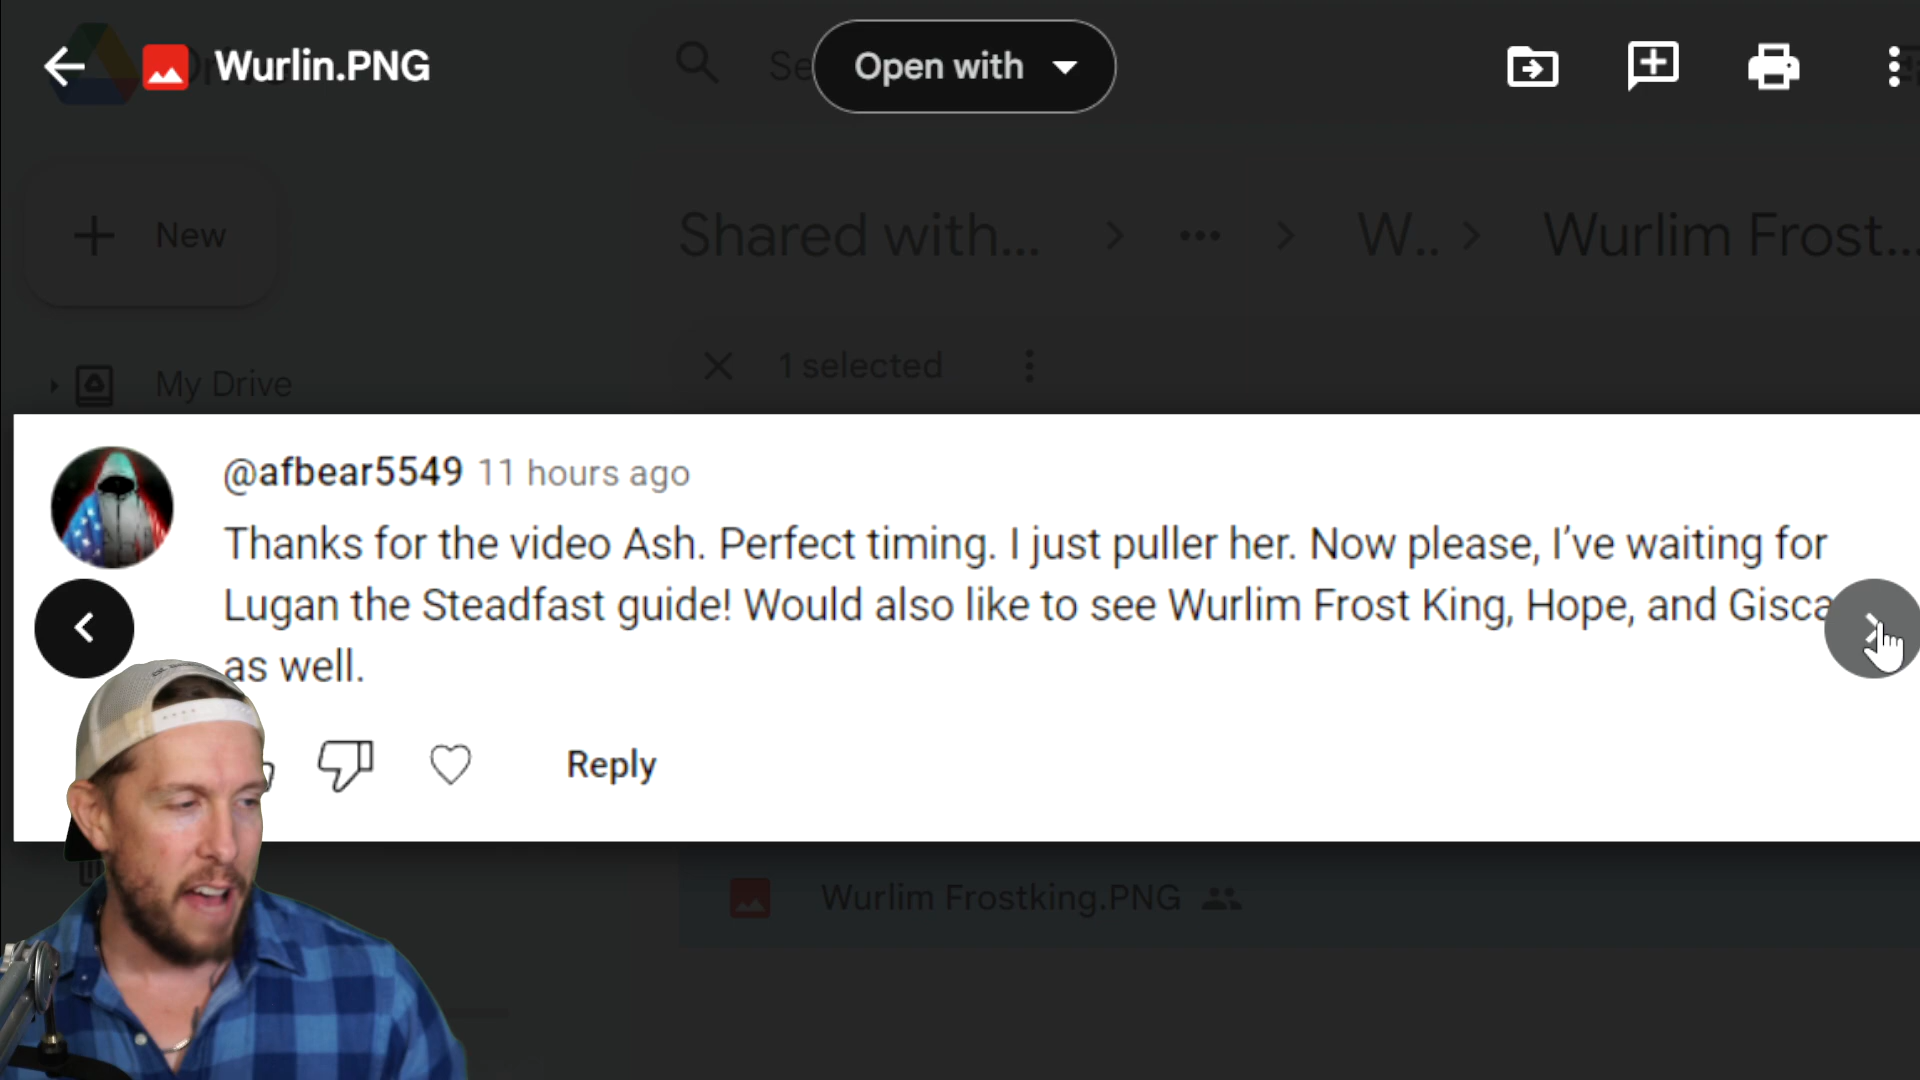 Wurlin.PNG
Open with
New
Shared with...
...
W..
Wurlim Frost...
1 selected
My Drive
@afbear5549 11 hours ago
Thanks for the video Ash. Perfect timing. I just puller her. Now please, I've waiting for
Lugan the Steadfast guide! Would also like to see Wurlim Frost King, Hope, and Gisca
as well.
Reply
Wurlim Frostking.PNG